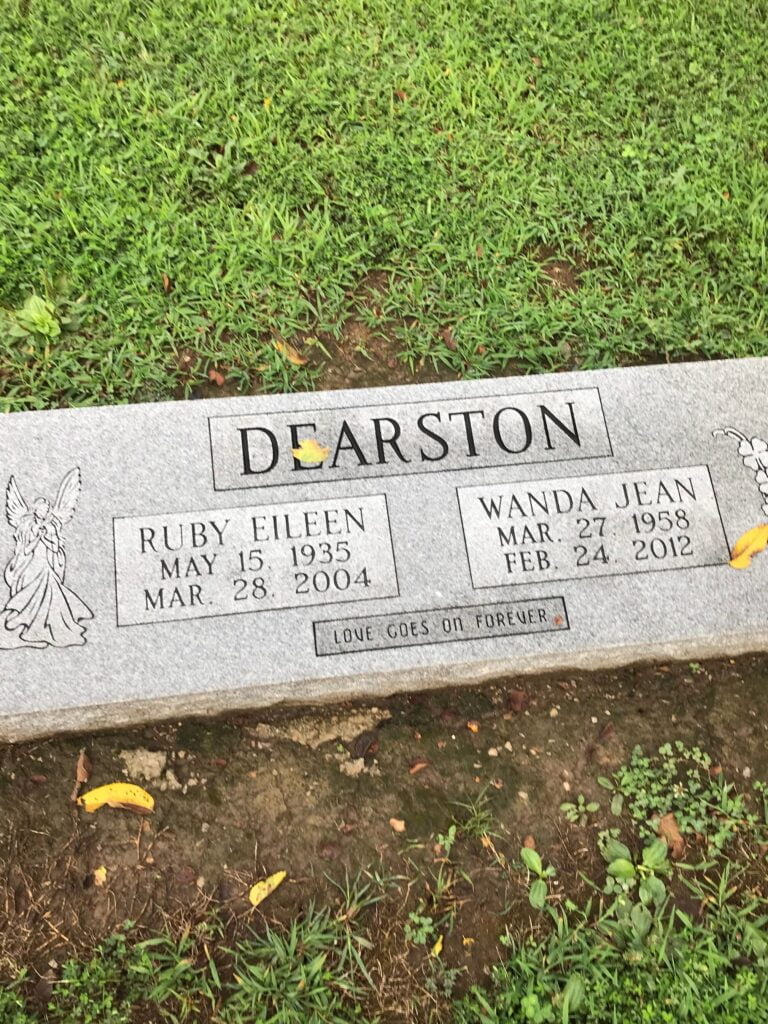 DEARSTON
RUBY EILEEN
MAY 15. 1935
MAR. 28. 2004
WANDA JEAN
MAR. 27. 1958
FEB. 24. 2012
LOVE GOES ON FOREVER